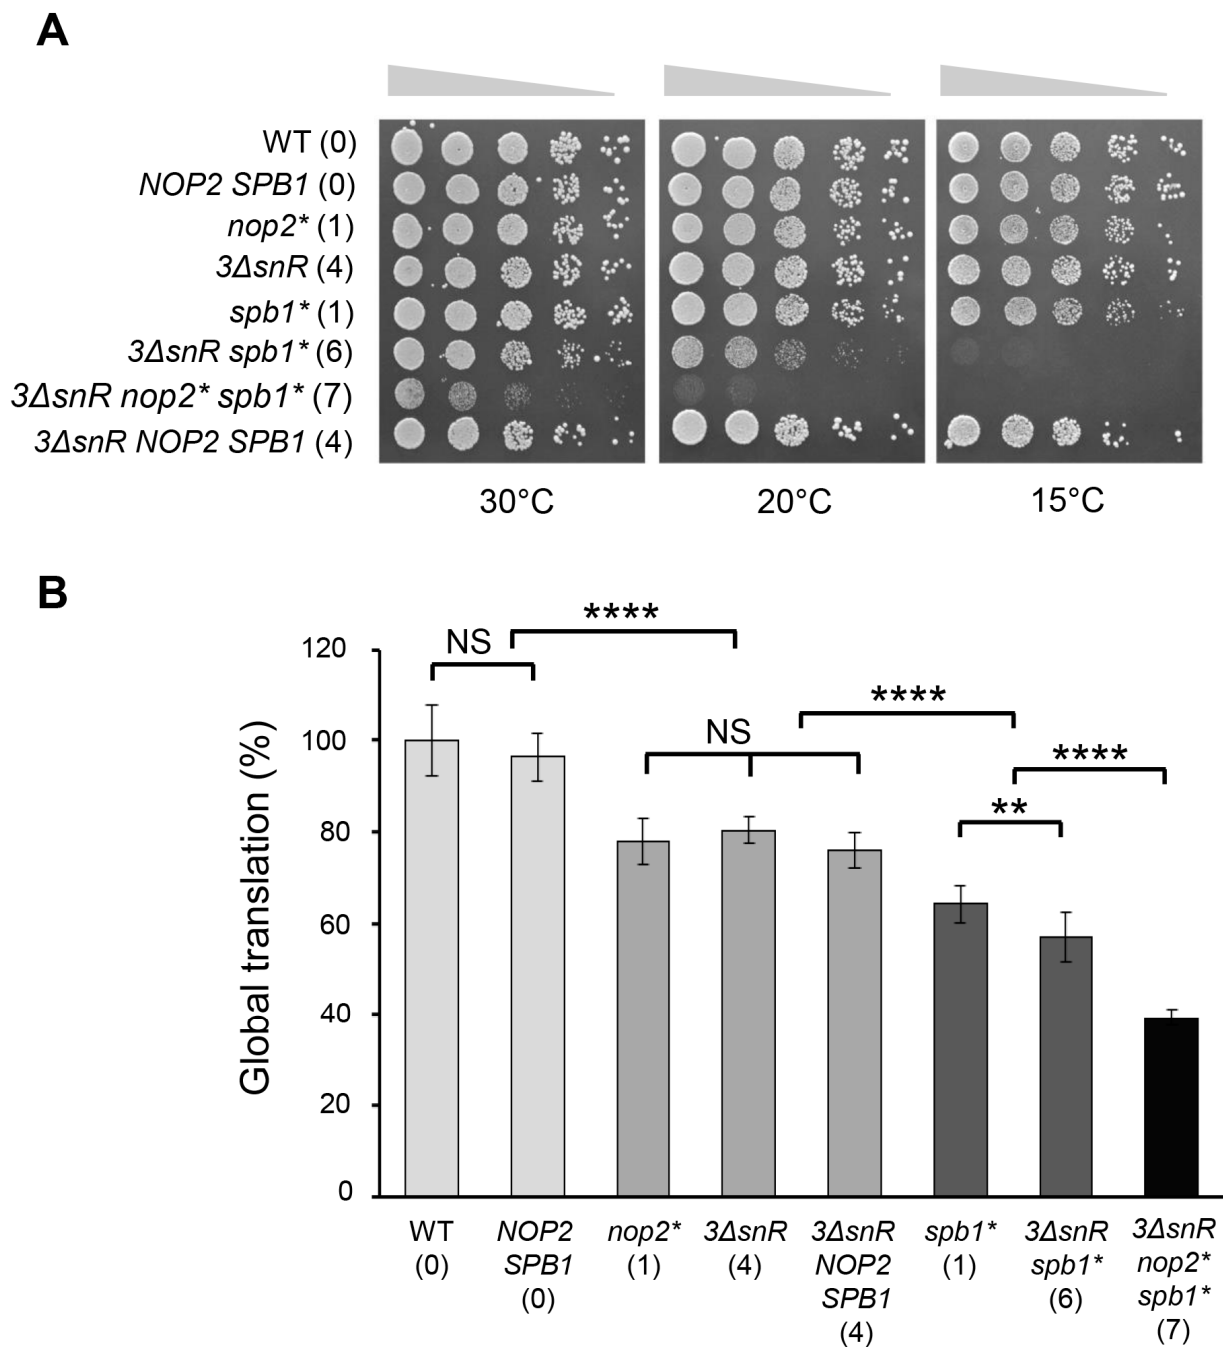 A
WT (0)
NOP2 SPB1 (0)
nop2* (1)
3ΔsnR (4)
spb1* (1)
3ΔsnR spb1* (6)
3ΔsnR nop2* spb1* (7)
3ΔsnR NOP2 SPB1 (4)
30°C 20°C 15°C
B
Global translation (%)
120
100
80
60
40
20
0
NS
****
NS
****
**
****
WT
(0)
NOP2
SPB1
(0)
nop2*
(1)
3ΔsnR
(4)
3ΔsnR
NOP2
SPB1
(4)
spb1*
(1)
3ΔsnR
spb1*
(6)
3ΔsnR
nop2*
spb1*
(7)